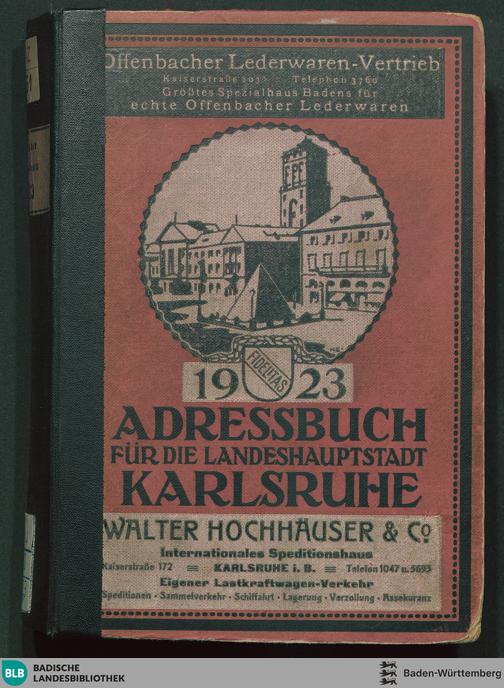 Offenbacher Lederwaren-Vertrieb
Kaiserstraße Telephon 3760
Größtes Spezialhaus Badens für
echte Offenbacher Lederwaren
FIDELITAS
1923
ADRESSBUCH
FÜR DIE LANDESHAUPTSTADT
KARLSRUHE
WALTER HOCHHÄUSER & Co
Internationales Speditionshaus
Kaiserstraße 172 = KARLSRUHE i. B. = Telefon 1047 u. 5693
Eigener Lastkraftwagen-Verkehr
Speditionen · Sammelverkehr · Schiffahrt · Lagerung · Verzollung · Assekuranz
BLB
BADISCHE
LANDESBIBLIOTHEK
Baden-Württemberg